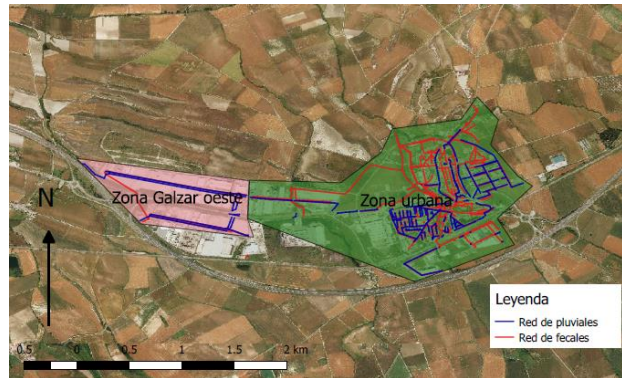 Zona Galzar oeste
Zona urbana
N
Leyenda
Red de pluviales
Red de fecales
0.5 0 0.5 1 1.5 2 km